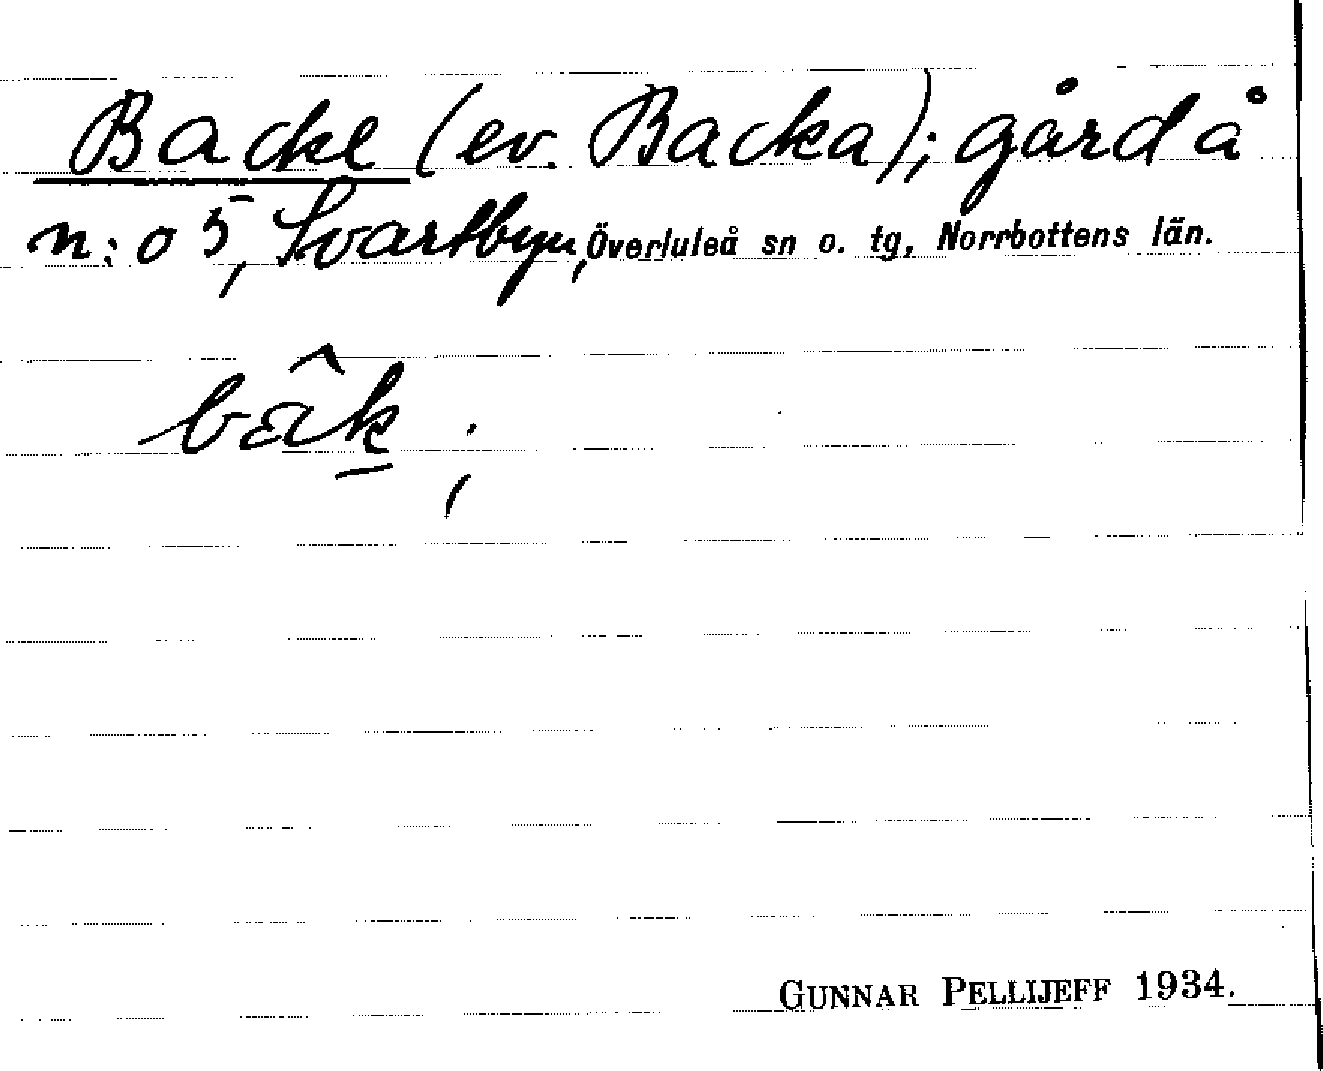 Backe (ev. Backa); gård å
n:o 5, Svartbyn, Överluleå sn o. tg, Norrbottens län.
bâk ;
GUNNAR PELLIJEFF 1934.